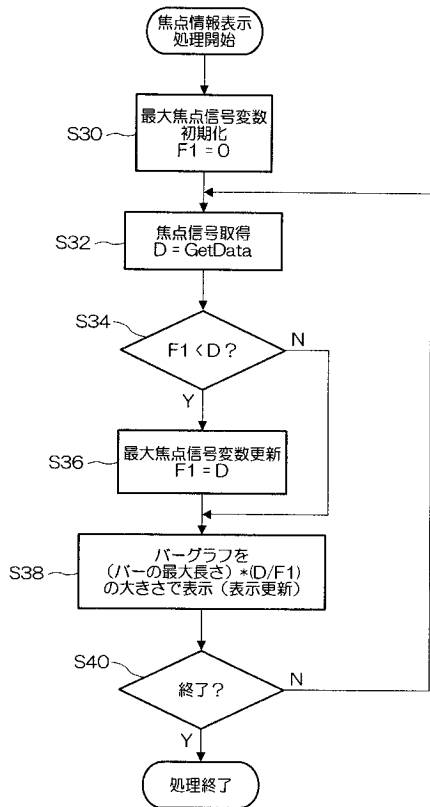 焦点情報表示
処理開始
S30
最大焦点信号変数
初期化
F1 = 0
S32
焦点信号取得
D = GetData
S34
F1 < D ?
N
Y
S36
最大焦点信号変数更新
F1 = D
S38
バーグラフを
(バーの最大長さ) *(D/F1)
の大きさで表示 (表示更新)
S40
終了?
N
Y
処理終了